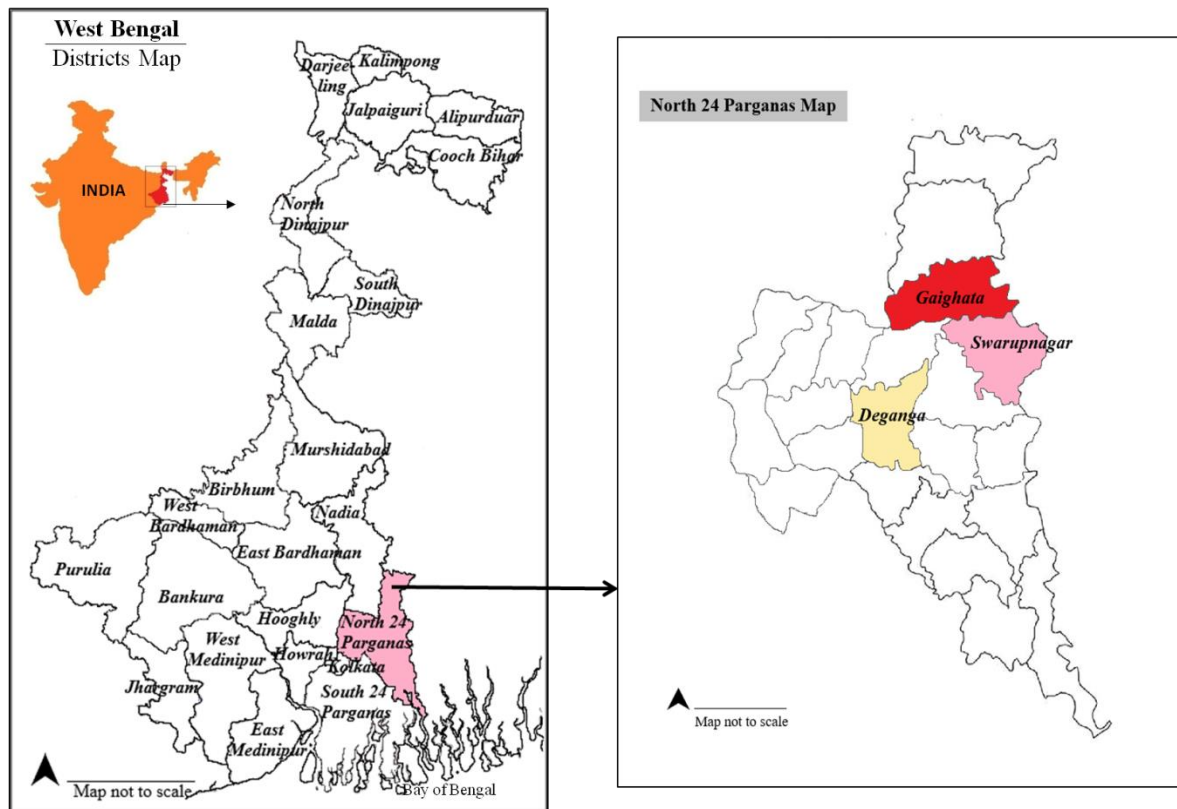 West Bengal
Districts Map
INDIA
Darjee-
ling
Kalimpong
Jalpaiguri
Alipurduar
Cooch Bihar
North
Dinajpur
South
Dinajpur
Malda
Murshidabad
Birbhum
Nadia
West
Bardhaman
East Bardhaman
Purulia
Bankura
Hooghly
North 24
Parganas
West
Medinipur
Howrah
Kolkata
Jhargram
South 24
Parganas
East
Medinipur
Map not to scale
Bay of Bengal
North 24 Parganas Map
Gaighata
Swarupnagar
Deganga
Map not to scale